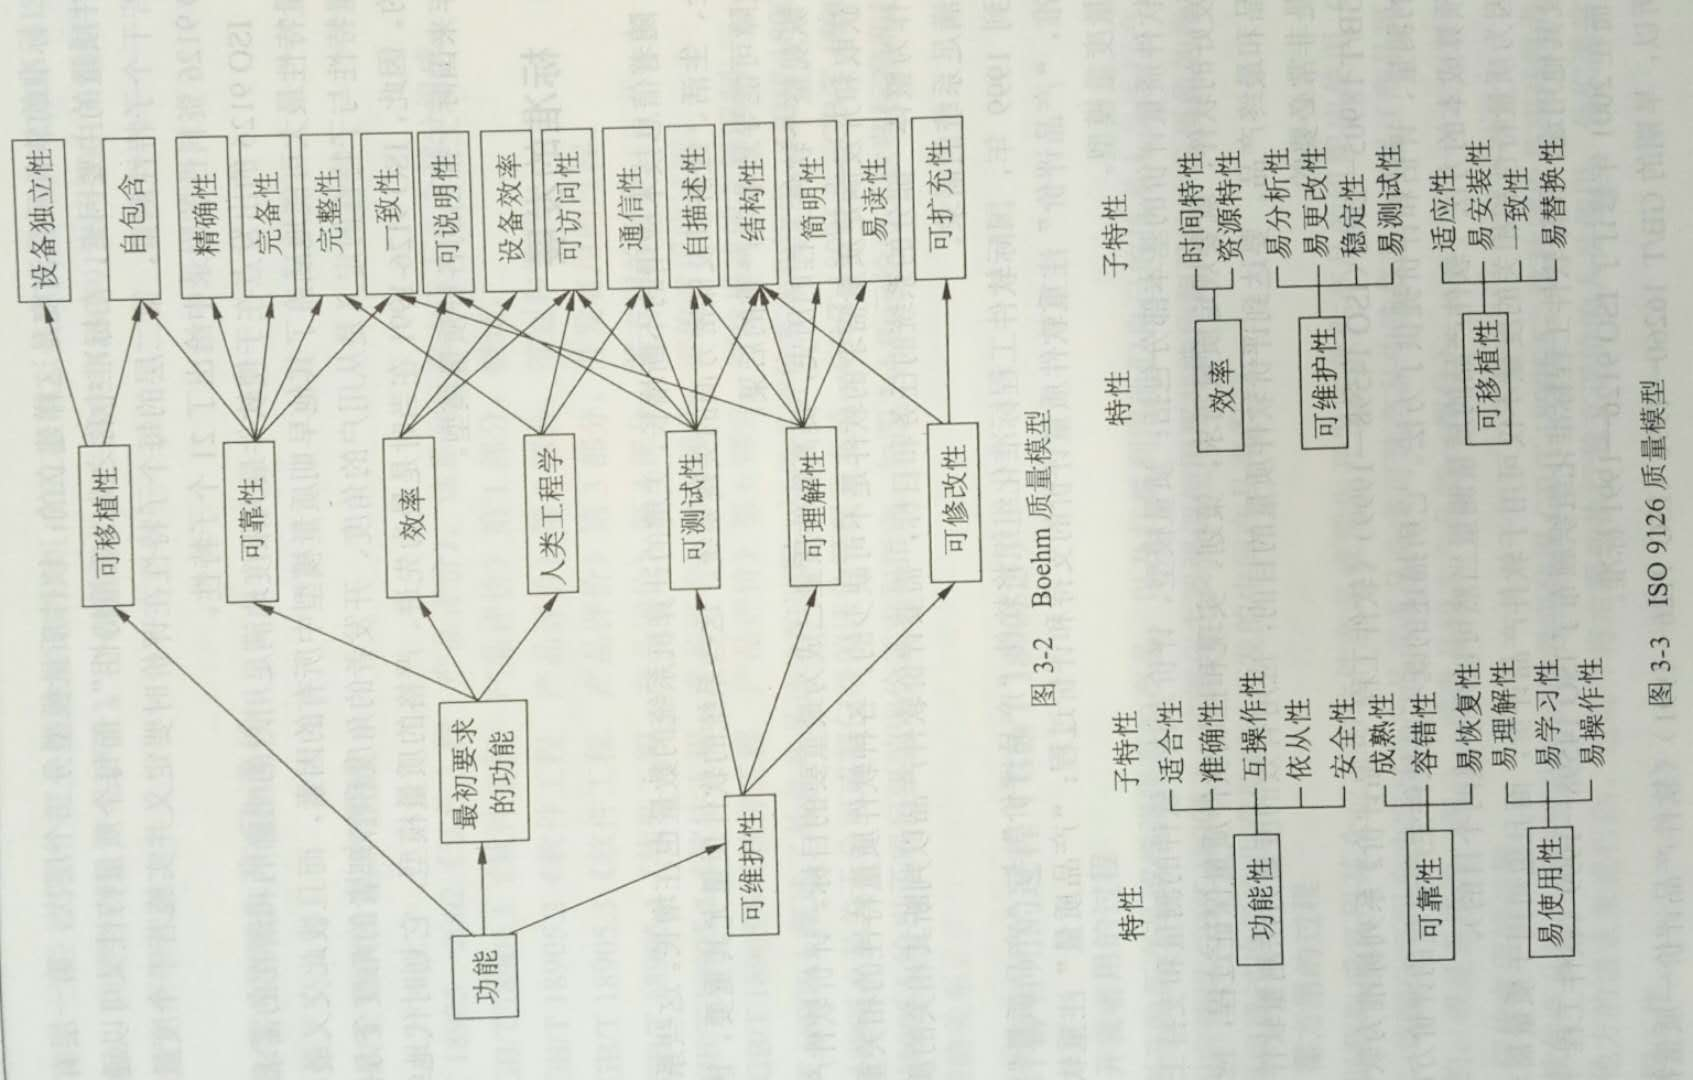 功能
最初要求
的功能
可维护性
可移植性
可靠性
效率
人类工程学
可测试性
可理解性
可修改性
设备独立性
自包含
精确性
完备性
完整性
一致性
可说明性
设备效率
可访问性
通信性
自描述性
结构性
简明性
易读性
可扩充性
图 3-2 Boehm 质量模型
特性 子特性 特性 子特性
功能性
适合性
准确性
互操作性
依从性
安全性
可靠性
成熟性
容错性
易恢复性
易使用性
易理解性
易学习性
易操作性
效率
时间特性
资源特性
可维护性
易分析性
易更改性
稳定性
易测试性
可移植性
适应性
易安装性
一致性
易替换性
图 3-3 ISO 9126 质量模型